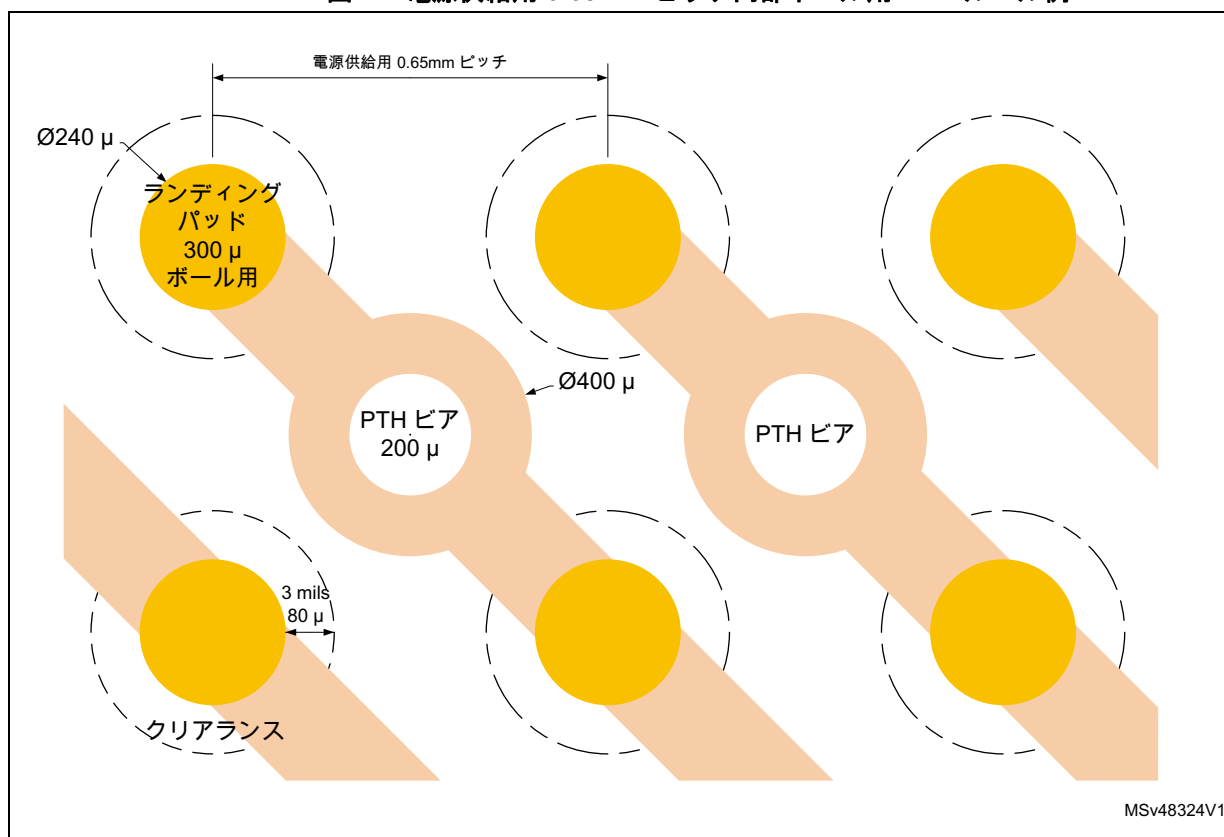 電源供給用 0.65mm ピッチ
Ø240 µ
ランディング
パッド
300 µ
ボール用
Ø400 µ
PTH ビア
200 µ
PTH ビア
3 mils
80 µ
クリアランス
MSv48324V1